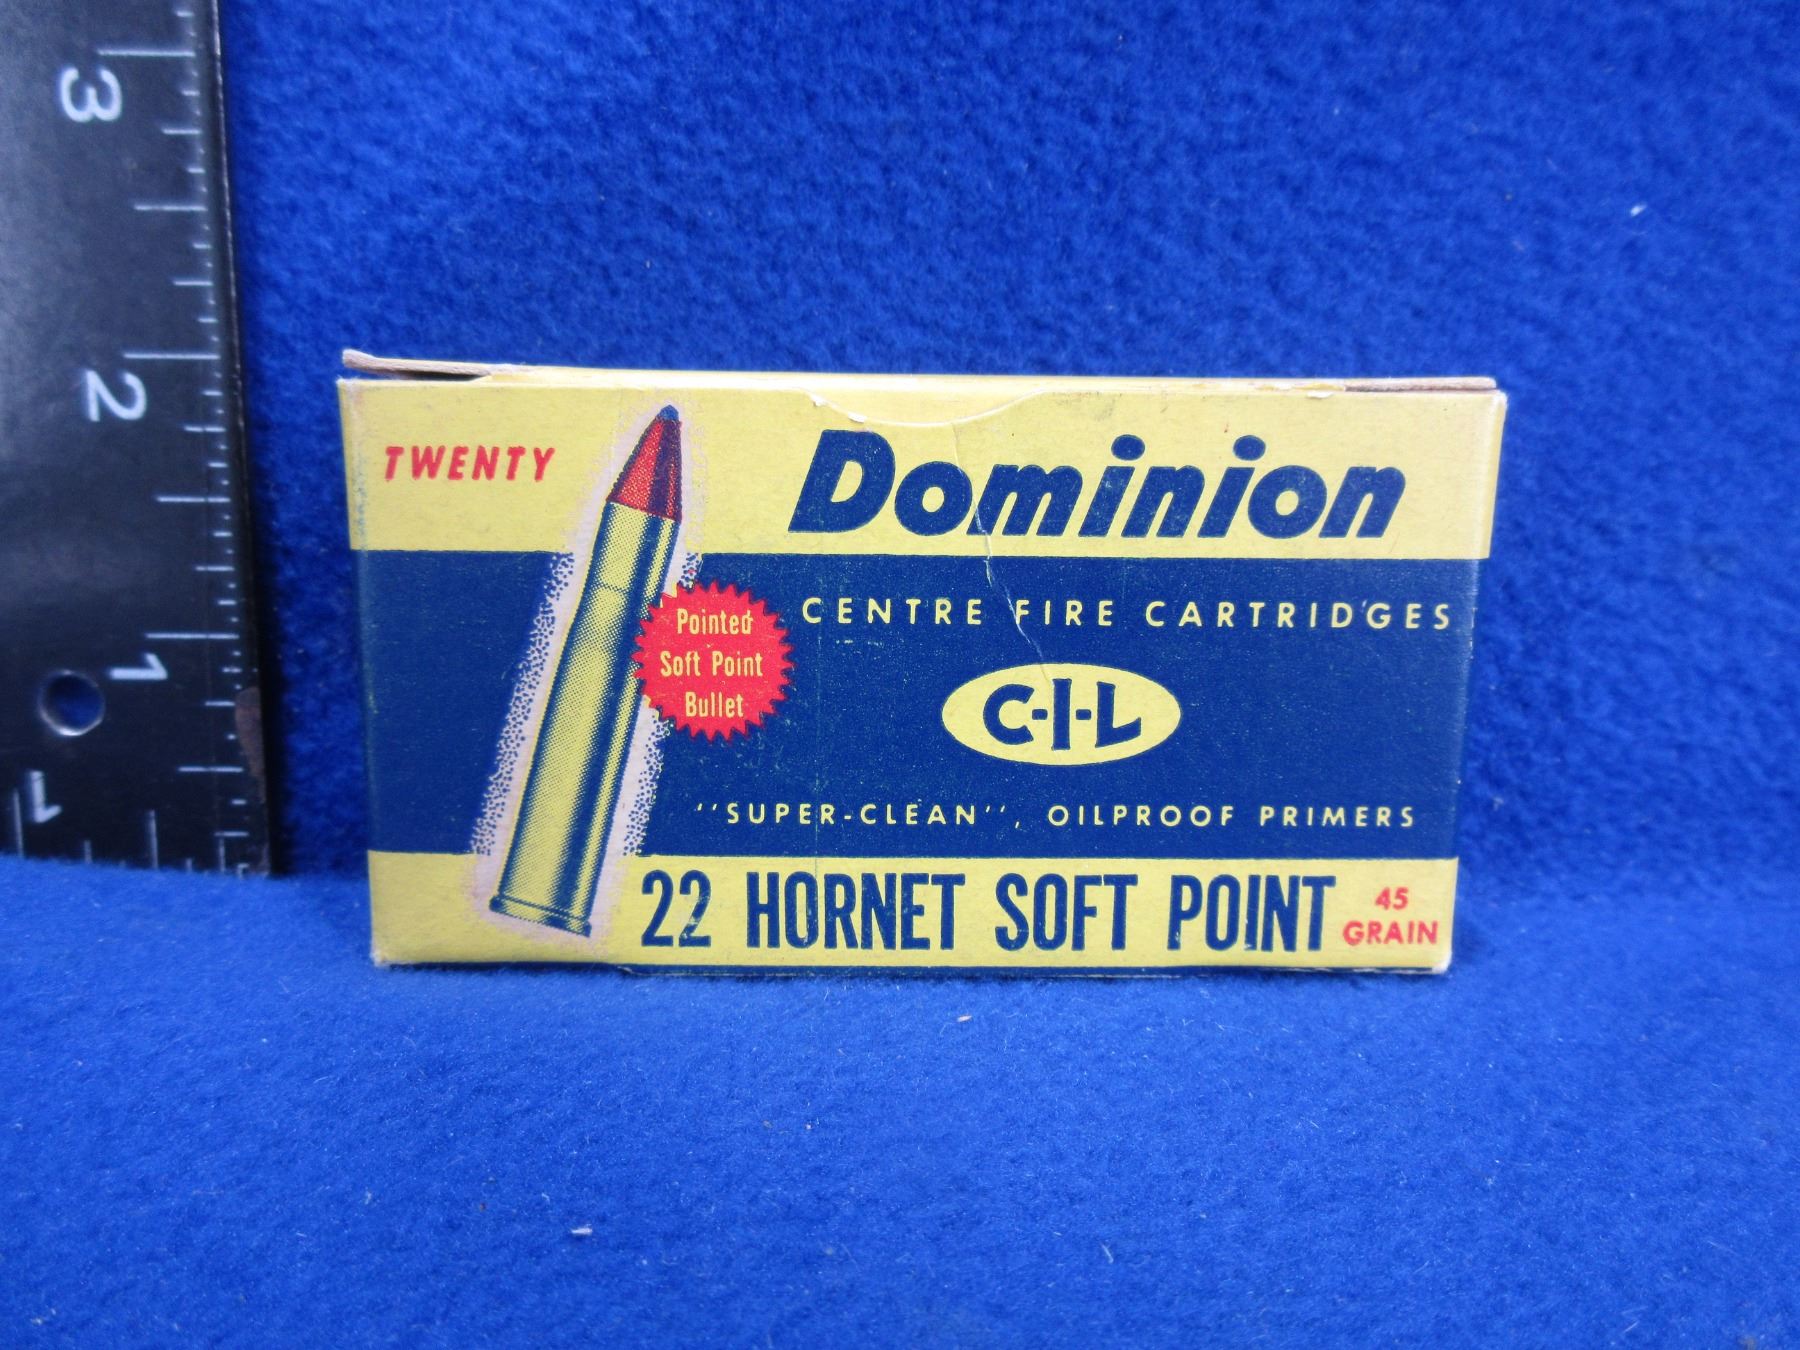 3
2
1
1
TWENTY
Dominion
Pointed
Soft Point
Bullet
CENTRE FIRE CARTRIDGES
C-I-L
"SUPER-CLEAN", OILPROOF PRIMERS
22 HORNET SOFT POINT
45
GRAIN